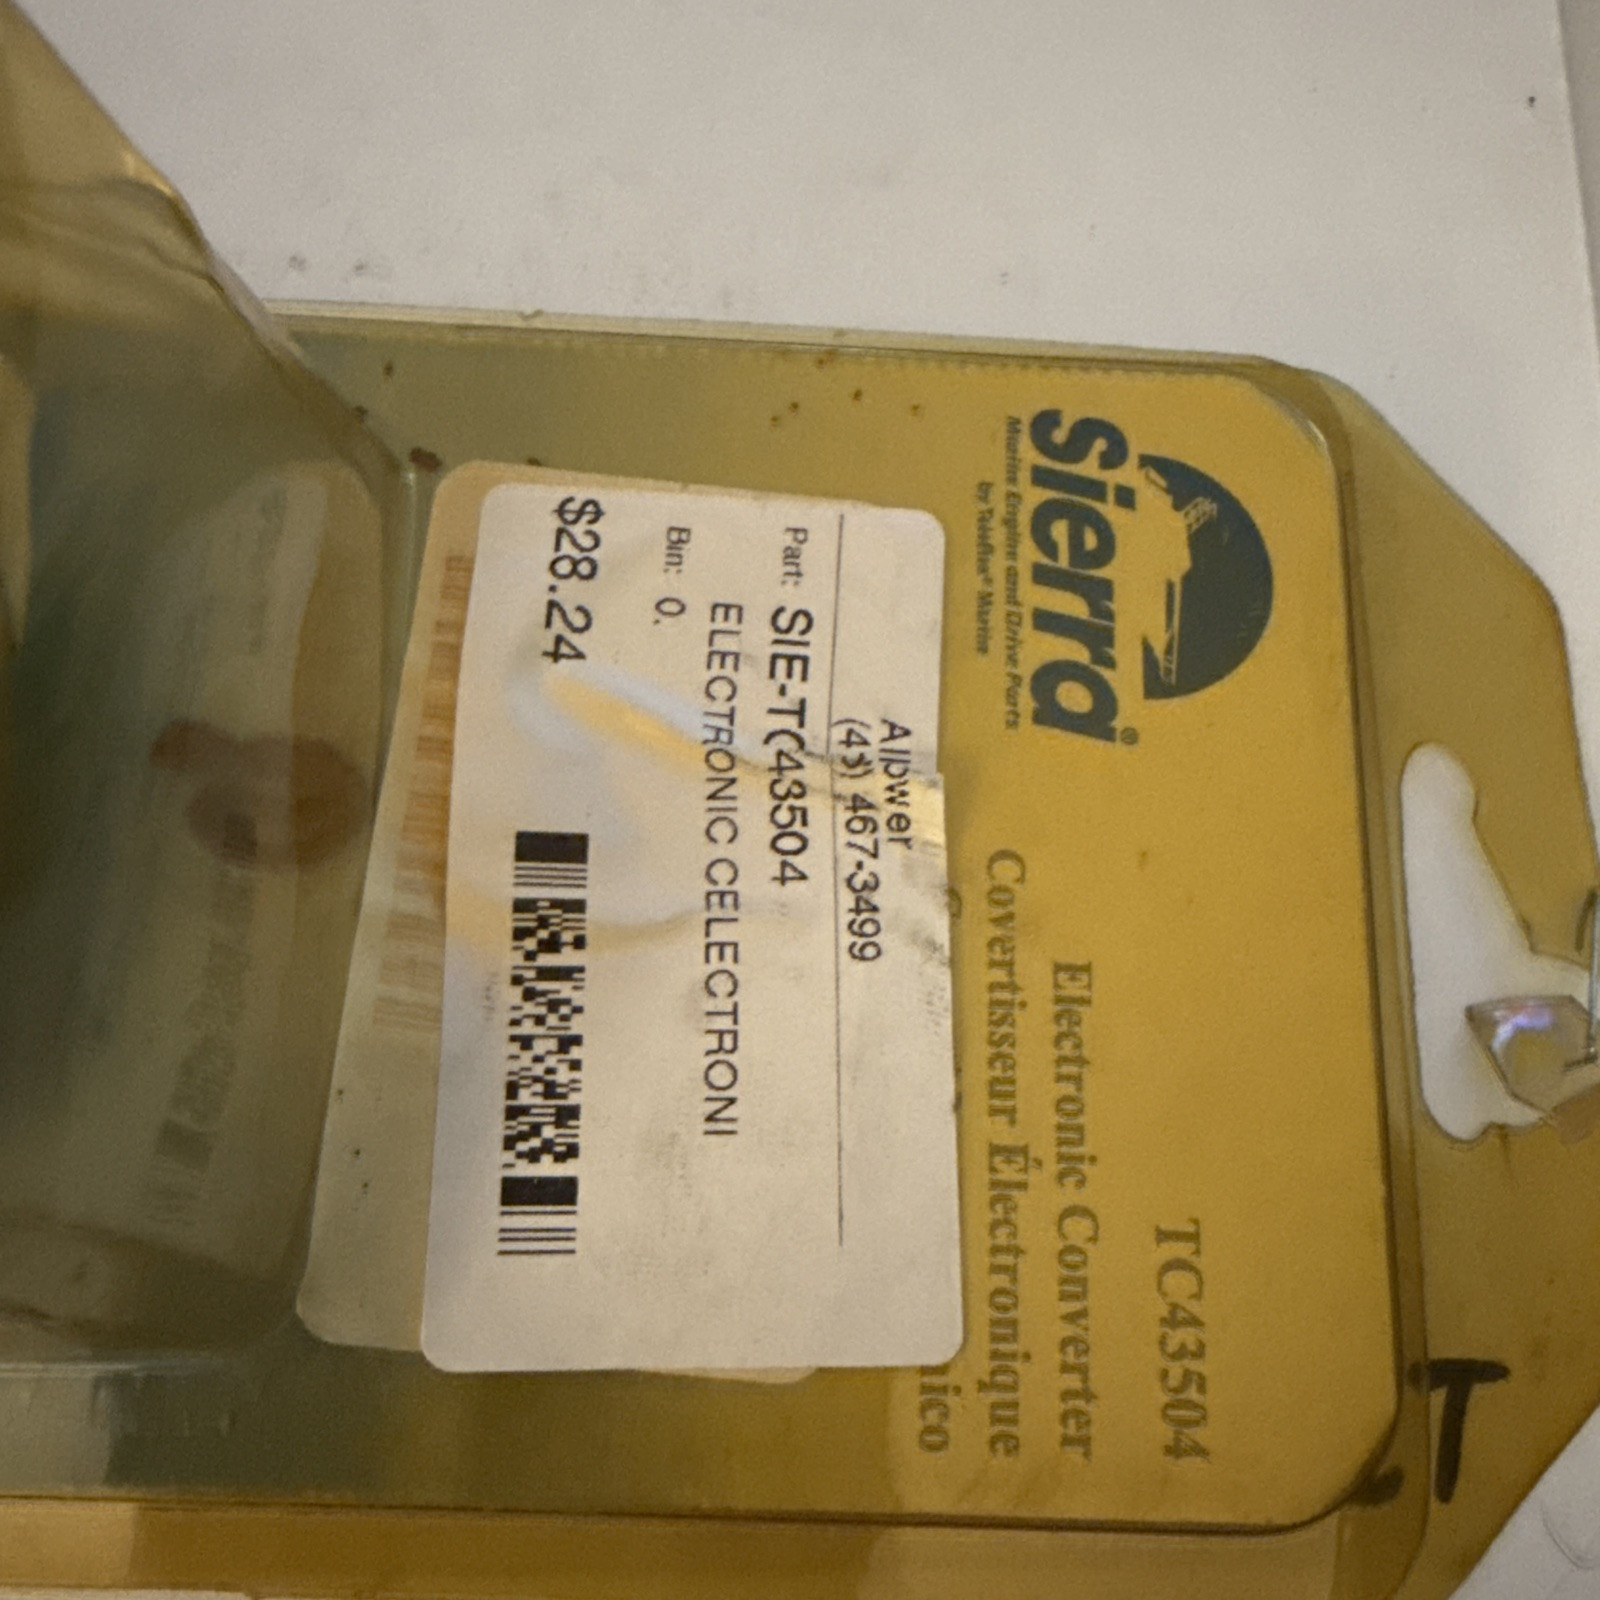 sierra®
Marine Engine and Drive Parts
by Teleflex® Marine
TC43504
Electronic Converter
Covertisseur Électronique
nico
(4 467-3499
Part: SIE-TC43504
ELECTRONIC CELECTRONI
Bin: 0.
$28.24
T